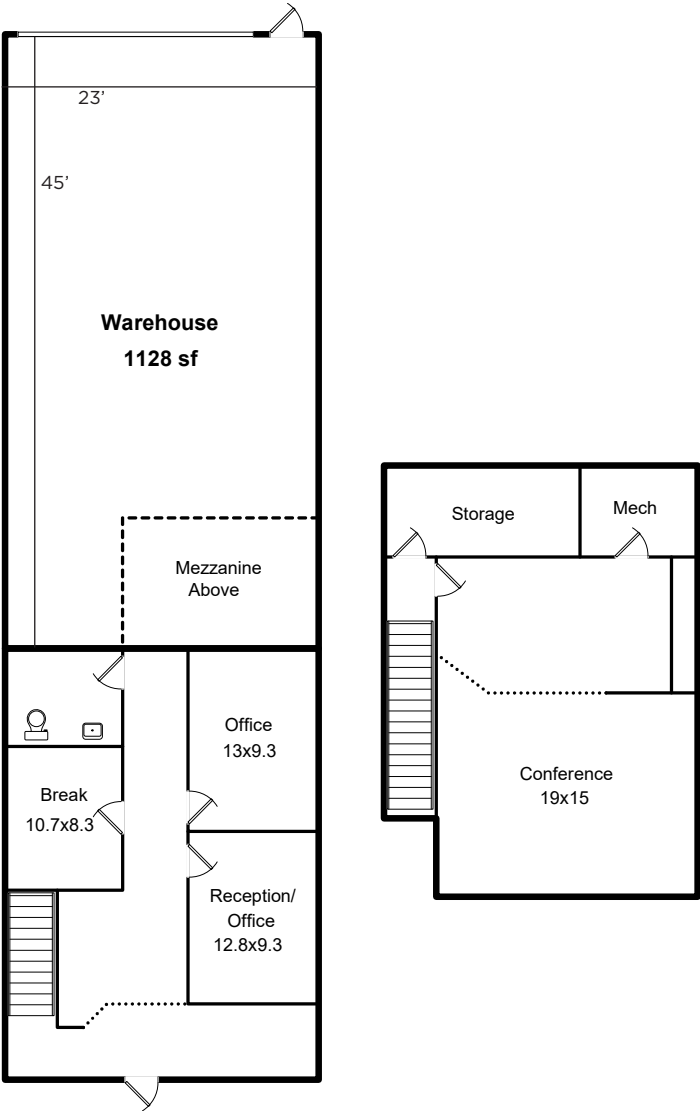 23’
45’
Warehouse
1128 sf
Mezzanine
Above
Office
13x9.3
Break
10.7x8.3
Reception/
Office
12.8x9.3
Storage
Mech
Conference
19x15